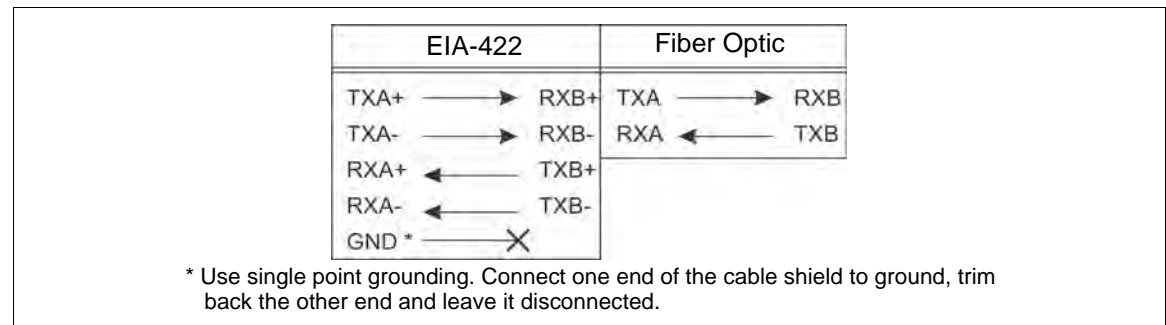 EIA-422 Fiber Optic
TXA+ RXB+ TXA RXB
TXA- RXB- RXA TXB
RXA+ TXB+
RXA- TXB-
GND *
* Use single point grounding. Connect one end of the cable shield to ground, trim
back the other end and leave it disconnected.